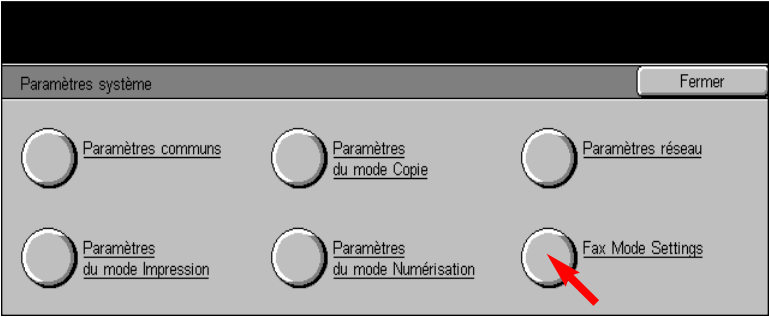 Paramètres système
Fermer
Paramètres communs
Paramètres
du mode Copie
Paramètres réseau
Paramètres
du mode Impression
Paramètres
du mode Numérisation
Fax Mode Settings